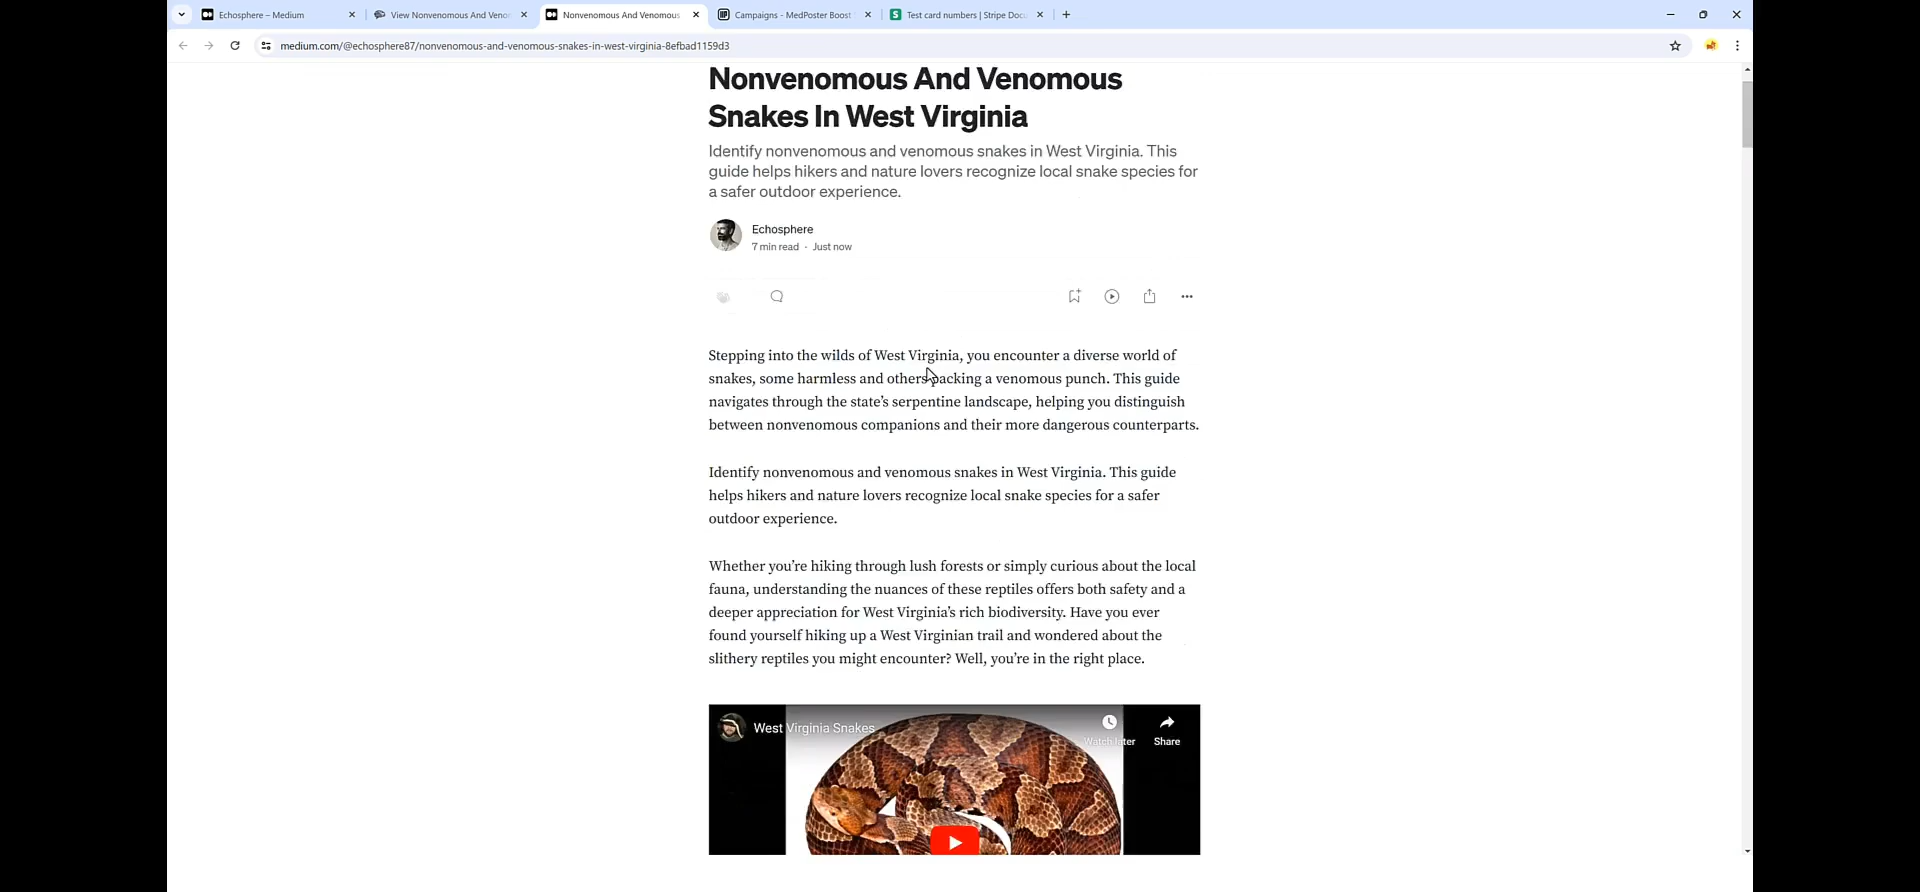 Echosphere – Medium
View Nonvenomous And Veno
Nonvenomous And Venomous
Campaigns - MedPoster Boost
Test card numbers | Stripe Docu
medium.com/@echosphere87/nonvenomous-and-venomous-snakes-in-west-virginia-8efbad1159d3
Nonvenomous And Venomous
Snakes In West Virginia
Identify nonvenomous and venomous snakes in West Virginia. This
guide helps hikers and nature lovers recognize local snake species for
a safer outdoor experience.
Echosphere
7 min read · Just now
Stepping into the wilds of West Virginia, you encounter a diverse world of
snakes, some harmless and others packing a venomous punch. This guide
navigates through the state’s serpentine landscape, helping you distinguish
between nonvenomous companions and their more dangerous counterparts.
Identify nonvenomous and venomous snakes in West Virginia. This guide
helps hikers and nature lovers recognize local snake species for a safer
outdoor experience.
Whether you’re hiking through lush forests or simply curious about the local
fauna, understanding the nuances of these reptiles offers both safety and a
deeper appreciation for West Virginia’s rich biodiversity. Have you ever
found yourself hiking up a West Virginian trail and wondered about the
slithery reptiles you might encounter? Well, you’re in the right place.
West Virginia Snakes
Watch later
Share